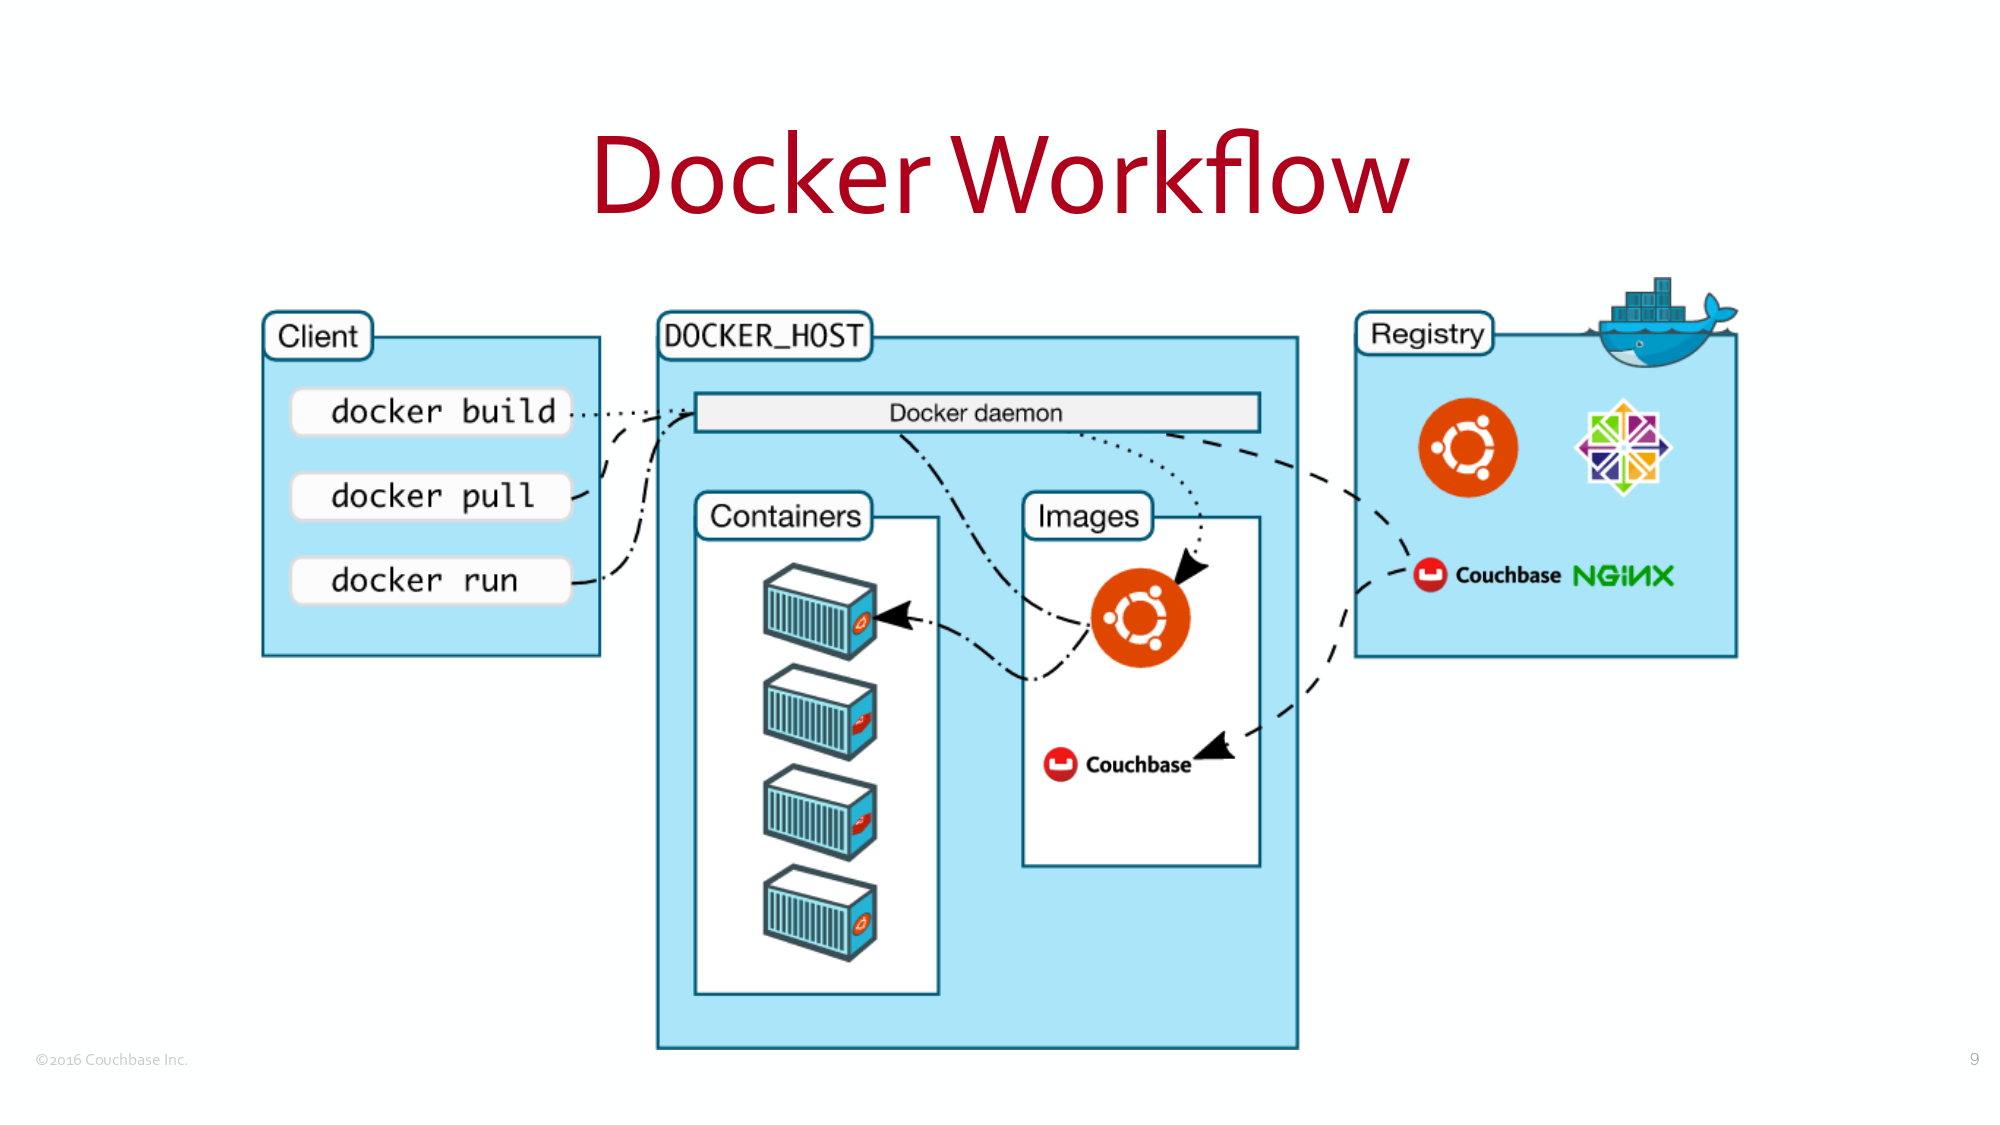 Docker Workflow
Client
docker build
docker pull
docker run
DOCKER_HOST
Docker daemon
Containers
Images
Couchbase
Registry
Couchbase
NGiNX
©2016 Couchbase Inc.
9